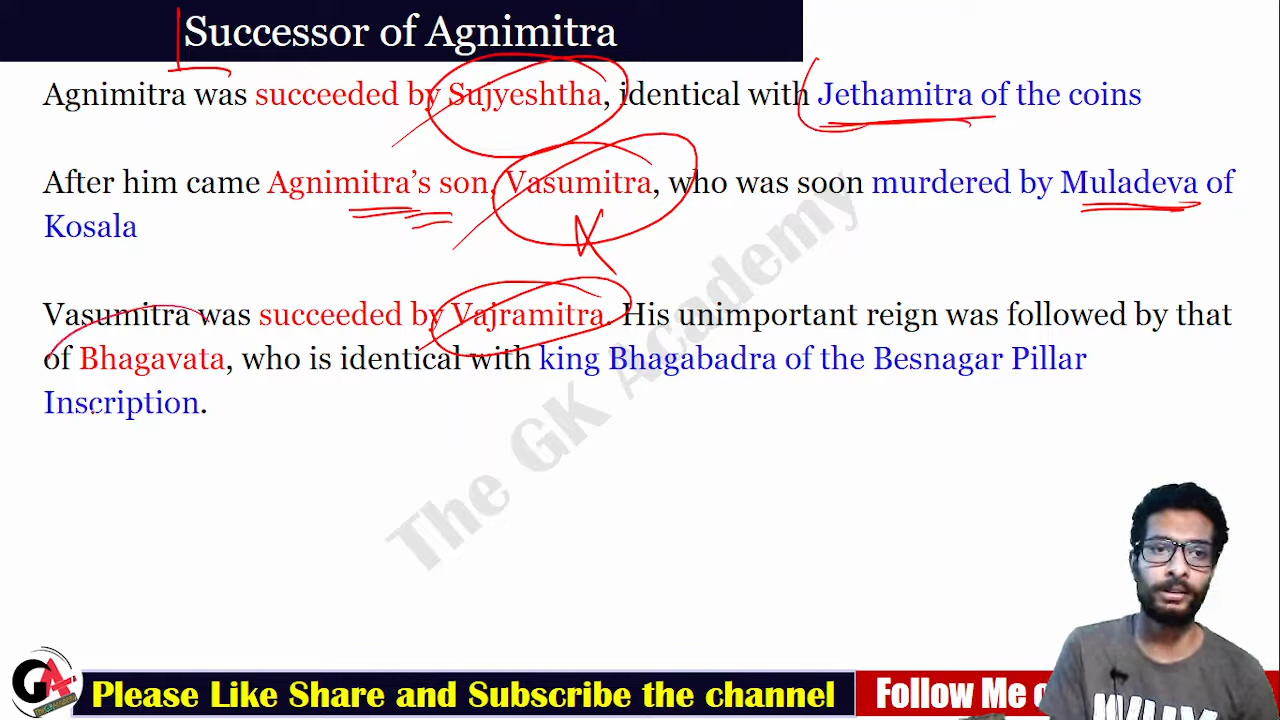 Successor of Agnimitra
Agnimitra was succeeded by Sujyeshtha, identical with Jethamitra of the coins
After him came Agnimitra's son, Vasumitra, who was soon murdered by Muladeva of
Kosala
Vasumitra was succeeded by Vajramitra. His unimportant reign was followed by that
of Bhagavata, who is identical with king Bhagabadra of the Besnagar Pillar
Inscription.
The GK Academy
GA
Please Like Share and Subscribe the channel
Follow Me